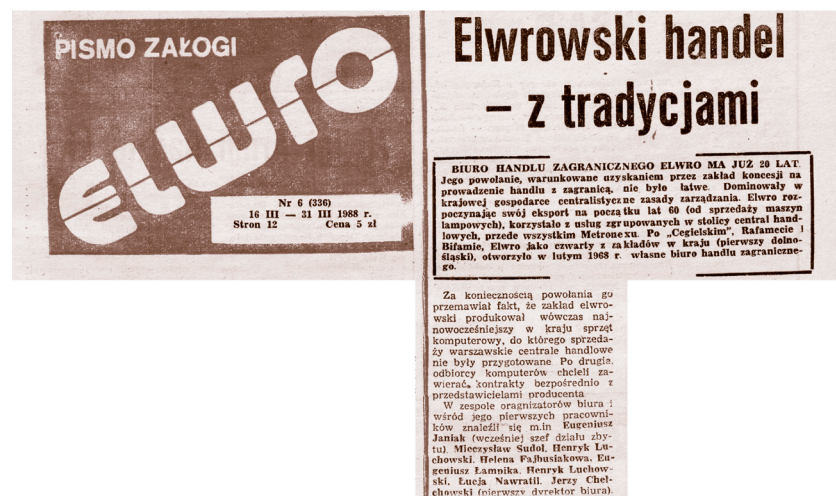 PISMO ZAŁOGI
ELWRO
Nr 6 (336)
16 III — 31 III 1988 r.
Stron 12 Cena 5 zł
Elwrowski handel
– z tradycjami
BIURO HANDLU ZAGRANICZNEGO ELWRO MA JUŻ 20 LAT.
Jego powołanie, warunkowane uzyskaniem przez zakład koncesji na
prowadzenie handlu z zagranicą, nie było łatwe. Dominowały w
krajowej gospodarce centralistyczne zasady zarządzania. Elwro roz-
poczynając swój eksport na początku lat 60 (od sprzedaży maszyn
lampowych), korzystało z usług zgrupowanych w stolicy central hand-
lowych, przede wszystkim Metronexu. Po „Cegielskim”, Rafamecie i
Bifamie, Elwro jako czwarty z zakładów w kraju (pierwszy dolno-
śląski), otworzyło w lutym 1968 r. własne biuro handlu zagraniczne-
go.
Za koniecznością powołania go
przemawiał fakt, że zakład elwro-
wski produkował wówczas naj-
nowocześniejszy w kraju sprzęt
komputerowy, do którego sprzeda-
ży warszawskie centrale handlowe
nie były przygotowane. Po drugie,
odbiorcy komputerów chcieli za-
wierać kontrakty bezpośrednio z
przedstawicielami producenta
W zespole oragnizatorów biura i
wśród jego pierwszych pracowni-
ków znaleźli się m.in Eugeniusz
Janiak (wcześniej szef działu zby-
tu), Mieczysław Sudoł, Henryk Lu-
chowski, Helena Fajbusiakowa, Eu-
geniusz Łampika, Henryk Luchow-
ski, Łucja Nawratil, Jerzy Cheł-
chowski (pierwszy dyrektor biura).